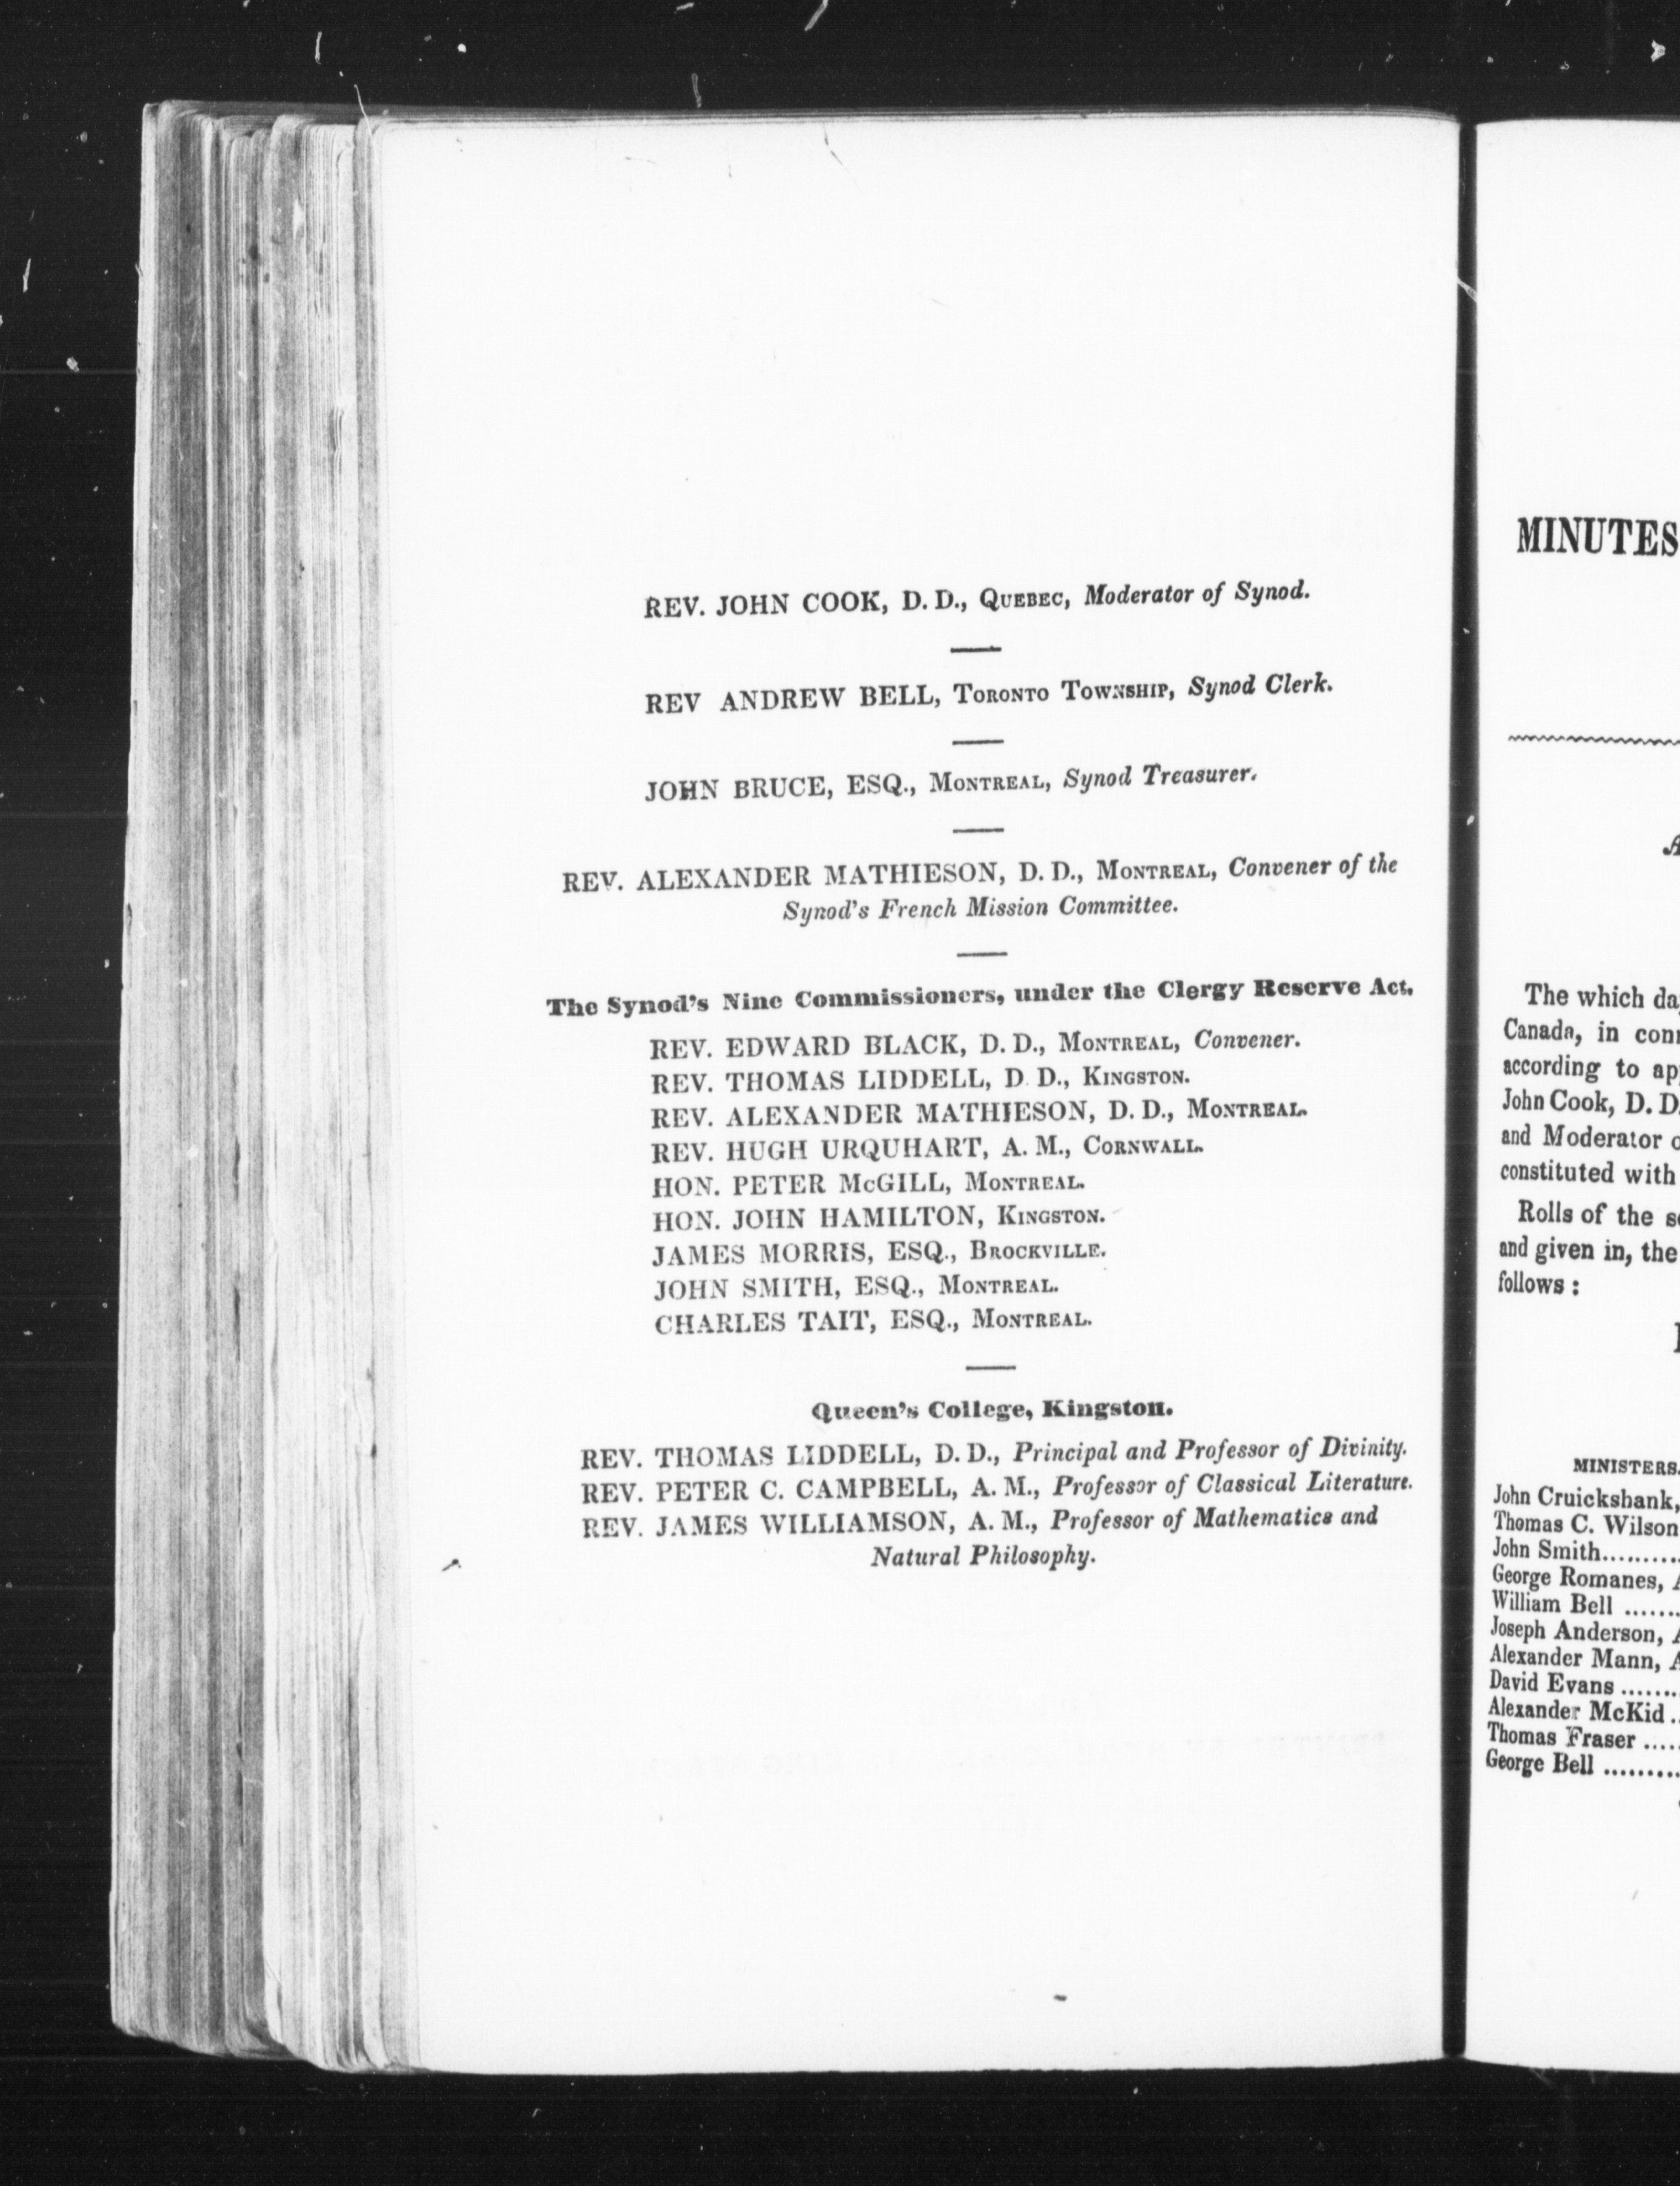 REV. JOHN COOK, D. D., QUEBEC, Moderator of Synod.
REV ANDREW BELL, TORONTO TOWNSHIP, Synod Clerk.
JOHN BRUCE, ESQ., MONTREAL, Synod Treasurer.
REV. ALEXANDER MATHIESON, D. D., MONTREAL, Convener of the
Synod's French Mission Committee.
The Synod's Nine Commissioners, under the Clergy Reserve Act.
REV. EDWARD BLACK, D. D., MONTREAL, Convener.
REV. THOMAS LIDDELL, D D., KINGSTON.
REV. ALEXANDER MATHIESON, D. D., MONTREAL.
REV. HUGH URQUHART, A. M., CORNWALL.
HON. PETER McGILL, MONTREAL.
HON. JOHN HAMILTON, KINGSTON.
JAMES MORRIS, ESQ., BROCKVILLE.
JOHN SMITH, ESQ., MONTREAL.
CHARLES TAIT, ESQ., MONTREAL.
Queen's College, Kingston.
REV. THOMAS LIDDELL, D. D., Principal and Professor of Divinity.
REV. PETER C. CAMPBELL, A. M., Professor of Classical Literature.
REV. JAMES WILLIAMSON, A. M., Professor of Mathematics and
Natural Philosophy.
MINUTES
The which
Canada, in
according to
John Cook, D. D.
and Moderator
constituted with
Rolls of the
and given in, the
follows :
MINISTERS.
John Cruickshank,
Thomas C. Wilson
John Smith..........
George Romanes,
William Bell .......
Joseph Anderson,
Alexander Mann,
David Evans .......
Alexander McKid ..
Thomas Fraser .....
George Bell .........